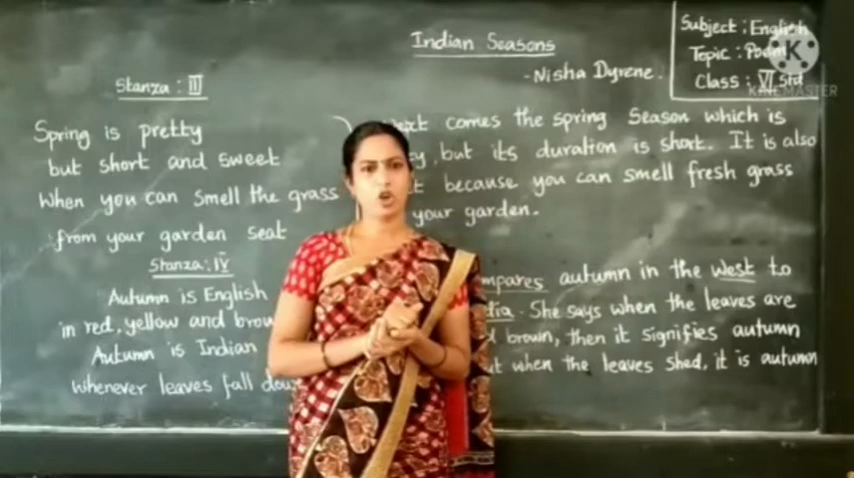 Indian Seasons
- Nisha Dyrene.
Subject : English
Topic : Poem
Class : VI Std
KINEMASTER
Stanza : III
Spring is pretty
but short and sweet
When you can smell the grass
from your garden seat
Stanza : IV
Autumn is English
in red, yellow and
Autumn is Indian
Whenever leaves fall
comes the spring Season which is
but its duration is short. It is also
because you can smell fresh grass
your garden.
autumn in the West to
She says when the leaves are
brown, then it signifies autumn
when the leaves shed, it is autumn